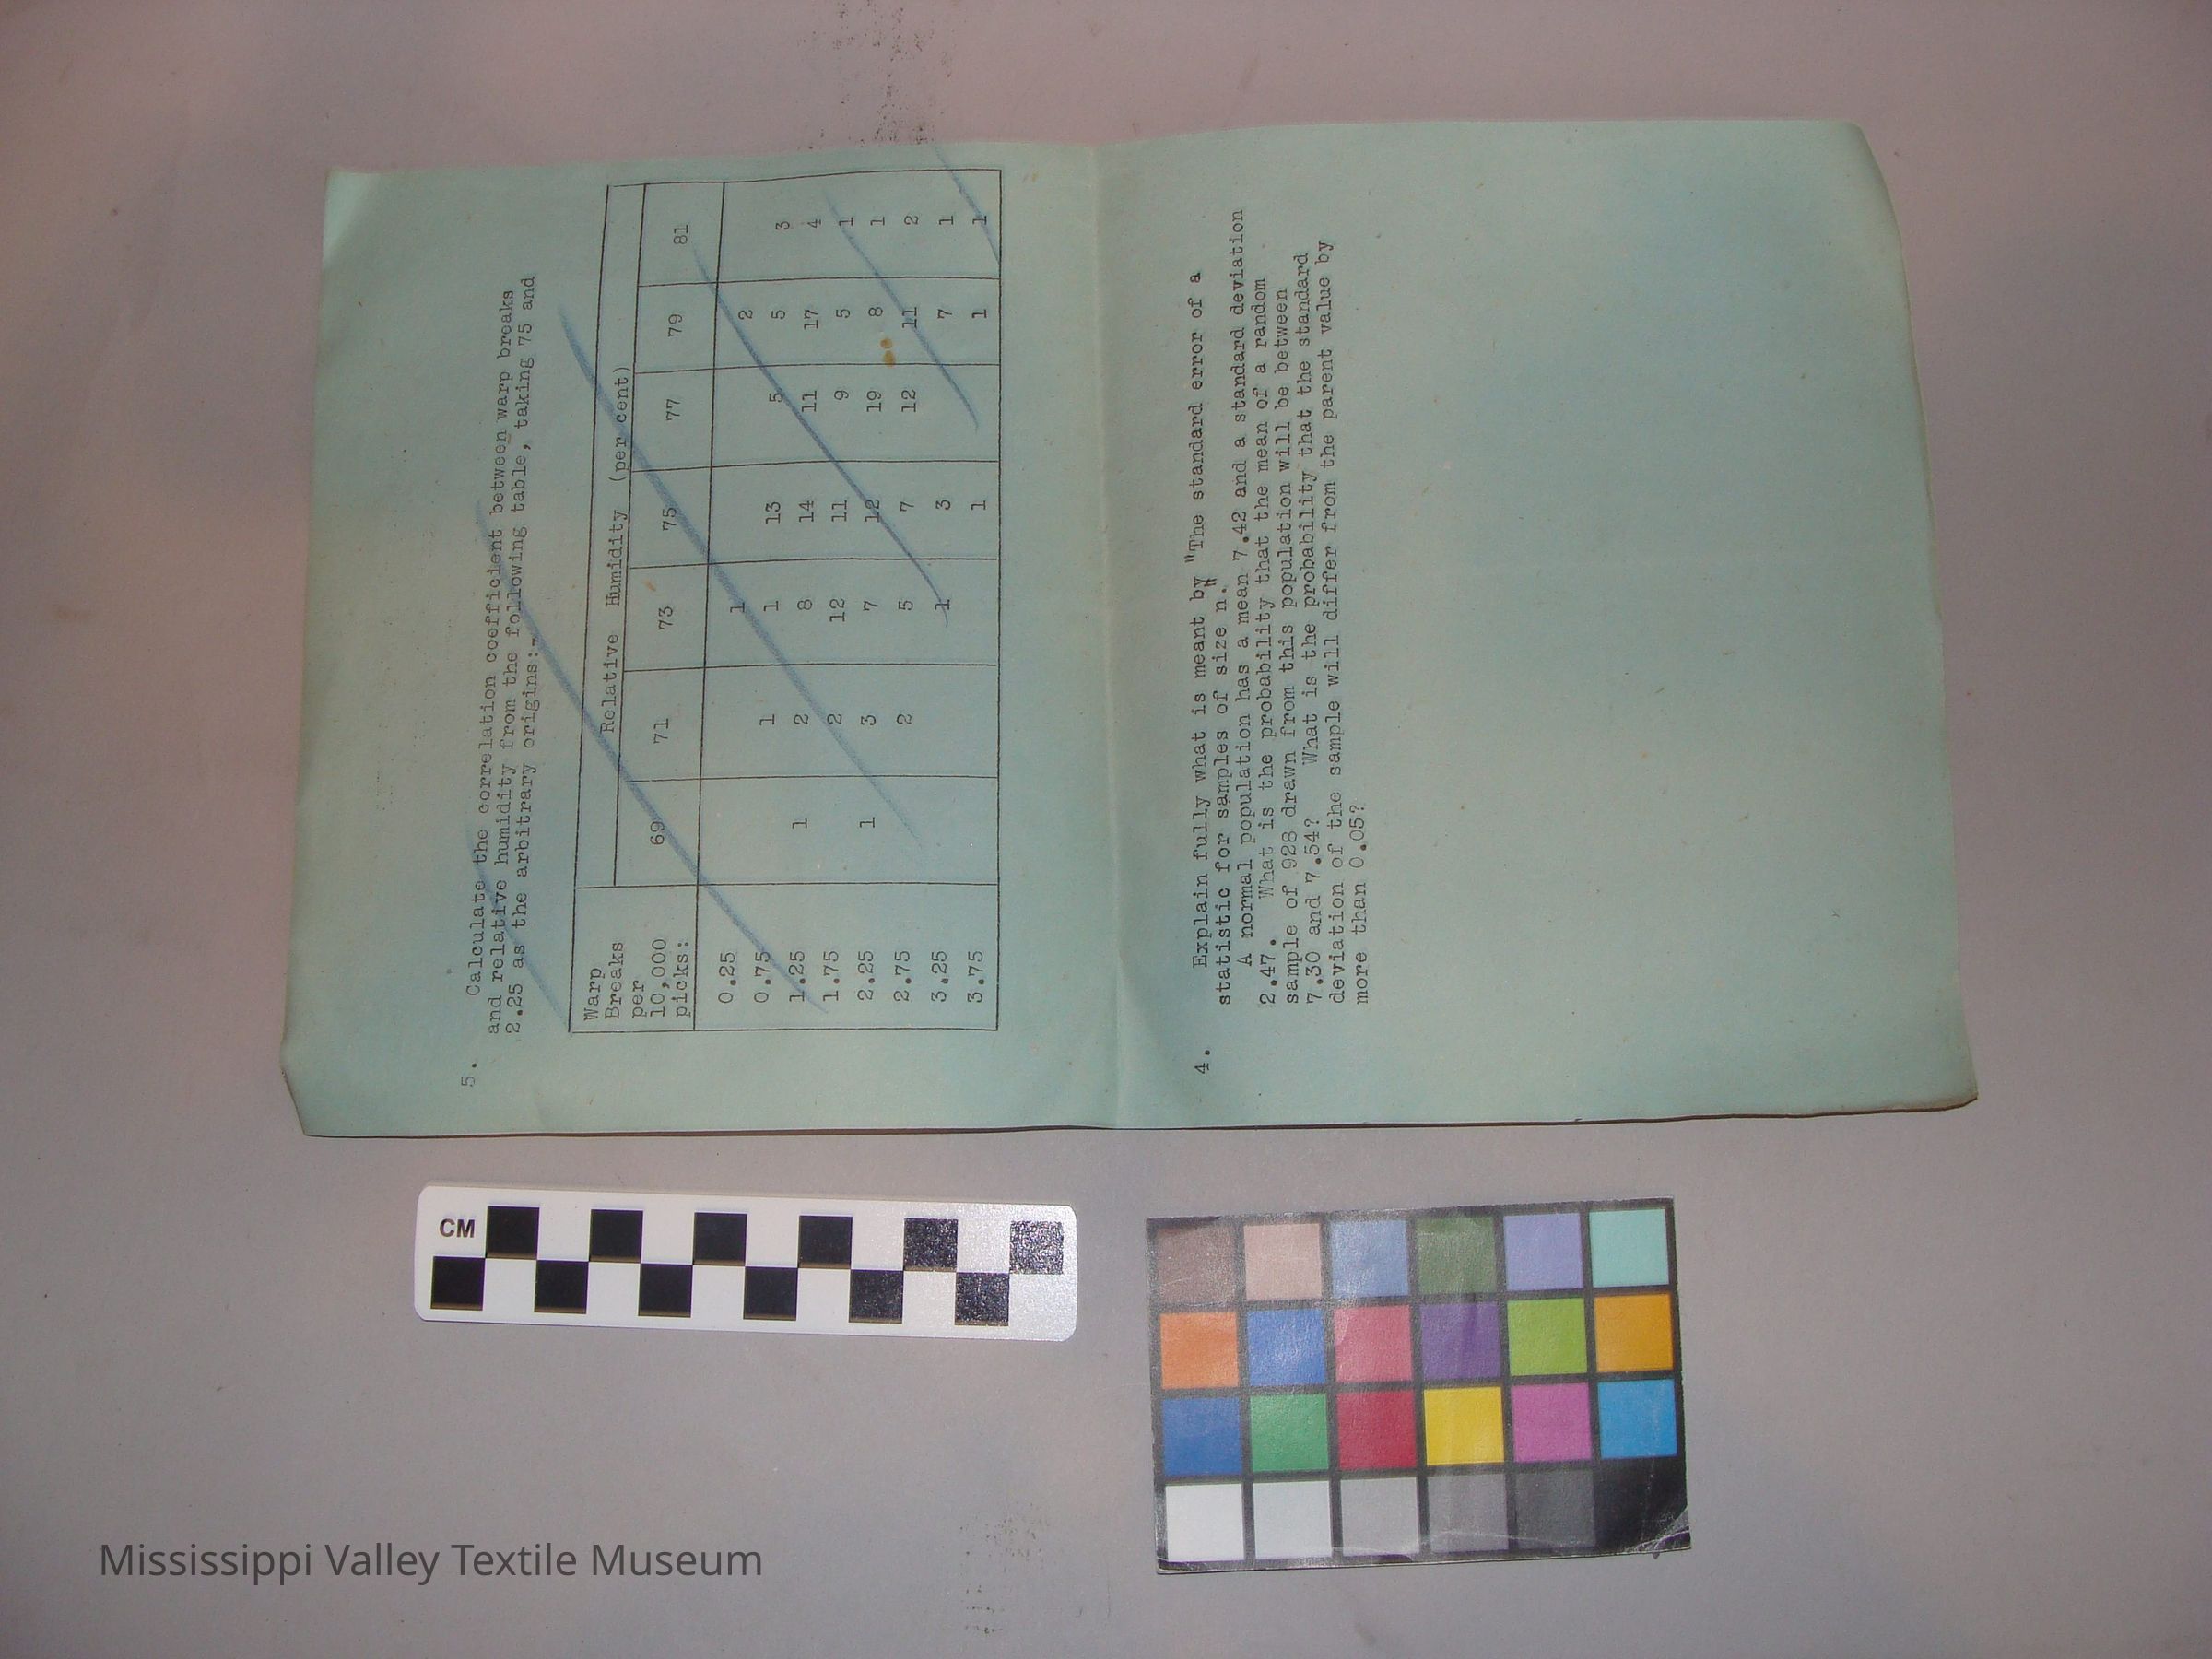 5. Calculate the correlation coefficient between warp breaks
and relative humidity from the following table, taking 75 and
2.25 as the arbitrary origins:-
Warp Breaks per 10,000 picks: Relative Humidity (per cent)
69 71 73 75 77 79 81
0.25 1 2
0.75 1 1 13 5 5 3
1.25 1 2 8 14 11 17 4
1.75 2 12 11 9 5 1
2.25 1 3 7 12 19 8 1
2.75 2 5 7 12 11 2
3.25 1 3 7 1
3.75 1 1 1
4. Explain fully what is meant by "The standard error of a
statistic for samples of size n."
A normal population has a mean 7.42 and a standard deviation
2.47. What is the probability that the mean of a random
sample of 928 drawn from this population will be between
7.30 and 7.54? What is the probability that the standard
deviation of the sample will differ from the parent value by
more than 0.05?
CM
Mississippi Valley Textile Museum